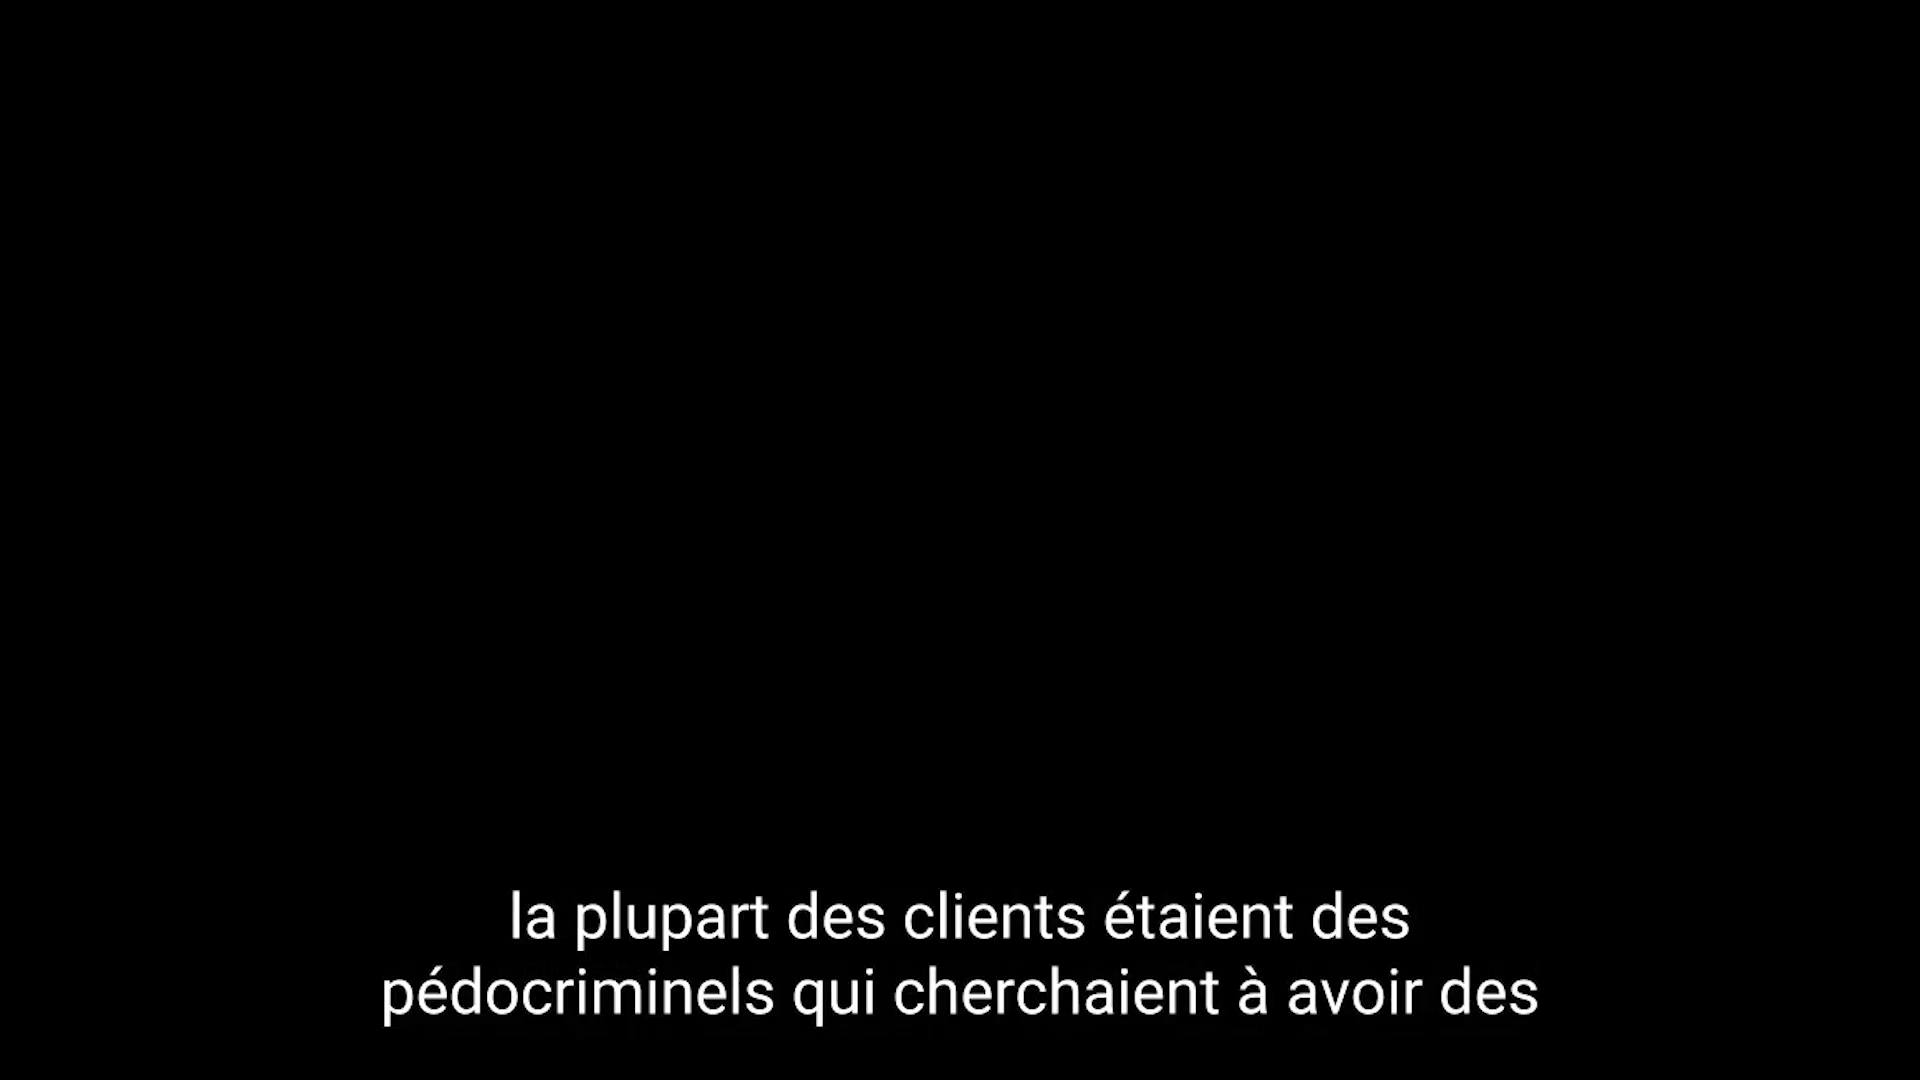 la plupart des clients étaient des
pédocriminels qui cherchaient à avoir des